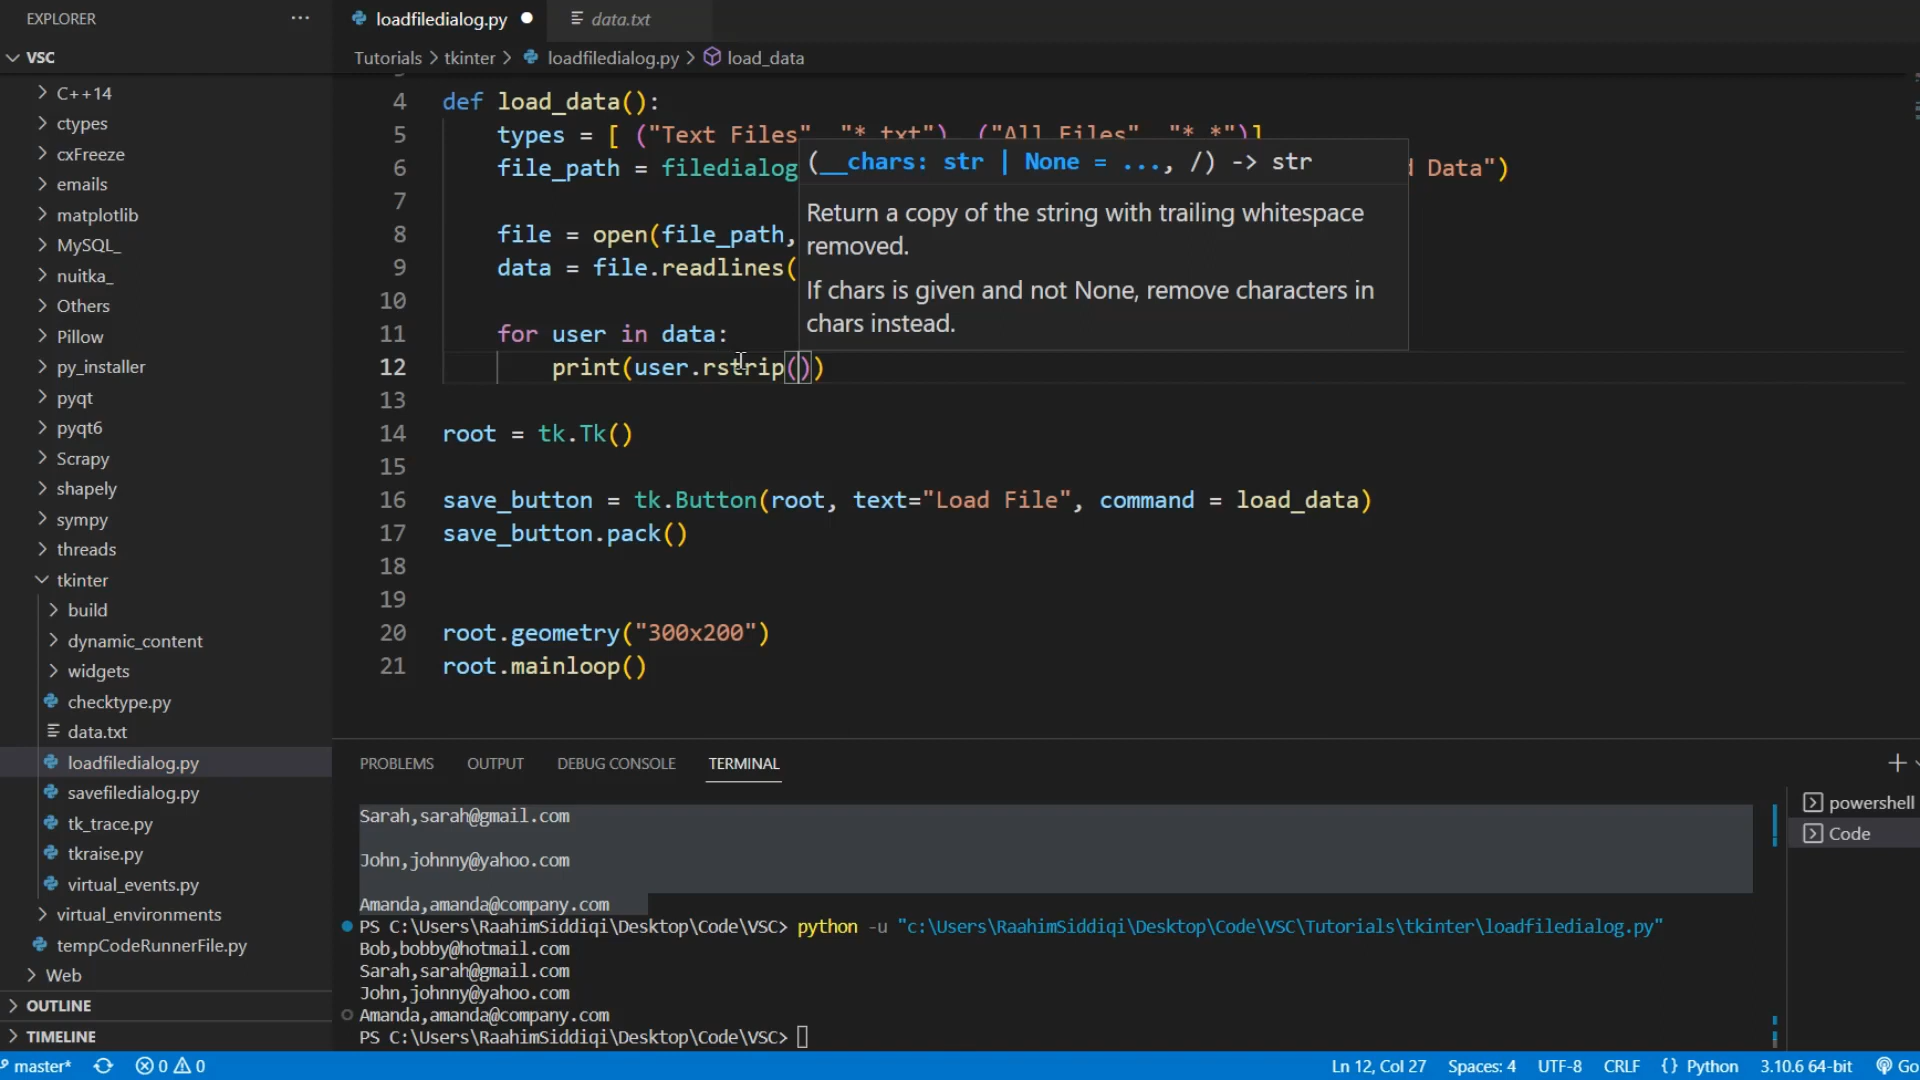 EXPLORER
···
loadfiledialog.py
data.txt
VSC
Tutorials > tkinter > loadfiledialog.py > load_data
C++14
ctypes
cxFreeze
emails
matplotlib
MySQL_
nuitka_
Others
Pillow
py_installer
pyqt
pyqt6
Scrapy
shapely
sympy
threads
tkinter
build
dynamic_content
widgets
checktype.py
data.txt
loadfiledialog.py
savefiledialog.py
tk_trace.py
tkraise.py
virtual_events.py
virtual_environments
tempCodeRunnerFile.py
Web
OUTLINE
TIMELINE
4 def load_data():
5 types = [ ("Text Files", "*.txt"), ("All Files", "*.*")]
6 file_path = filedialog d Data")
7
8 file = open(file_path,
9 data = file.readlines(
10
11 for user in data:
12 print(user.rstrip())
13
14 root = tk.Tk()
15
16 save_button = tk.Button(root, text="Load File", command = load_data)
17 save_button.pack()
18
19
20 root.geometry("300x200")
21 root.mainloop()
(__chars: str | None = ..., /) -> str
Return a copy of the string with trailing whitespace
removed.
If chars is given and not None, remove characters in
chars instead.
PROBLEMS OUTPUT DEBUG CONSOLE TERMINAL
Sarah,sarah@gmail.com
John,johnny@yahoo.com
Amanda,amanda@company.com
PS C:\Users\RaahimSiddiqi\Desktop\Code\VSC> python -u "c:\Users\RaahimSiddiqi\Desktop\Code\VSC\Tutorials\tkinter\loadfiledialog.py"
Bob,bobby@hotmail.com
Sarah,sarah@gmail.com
John,johnny@yahoo.com
Amanda,amanda@company.com
PS C:\Users\RaahimSiddiqi\Desktop\Code\VSC>
powershell
Code
master* 0 0 Ln 12, Col 27 Spaces: 4 UTF-8 CRLF {} Python 3.10.6 64-bit Go